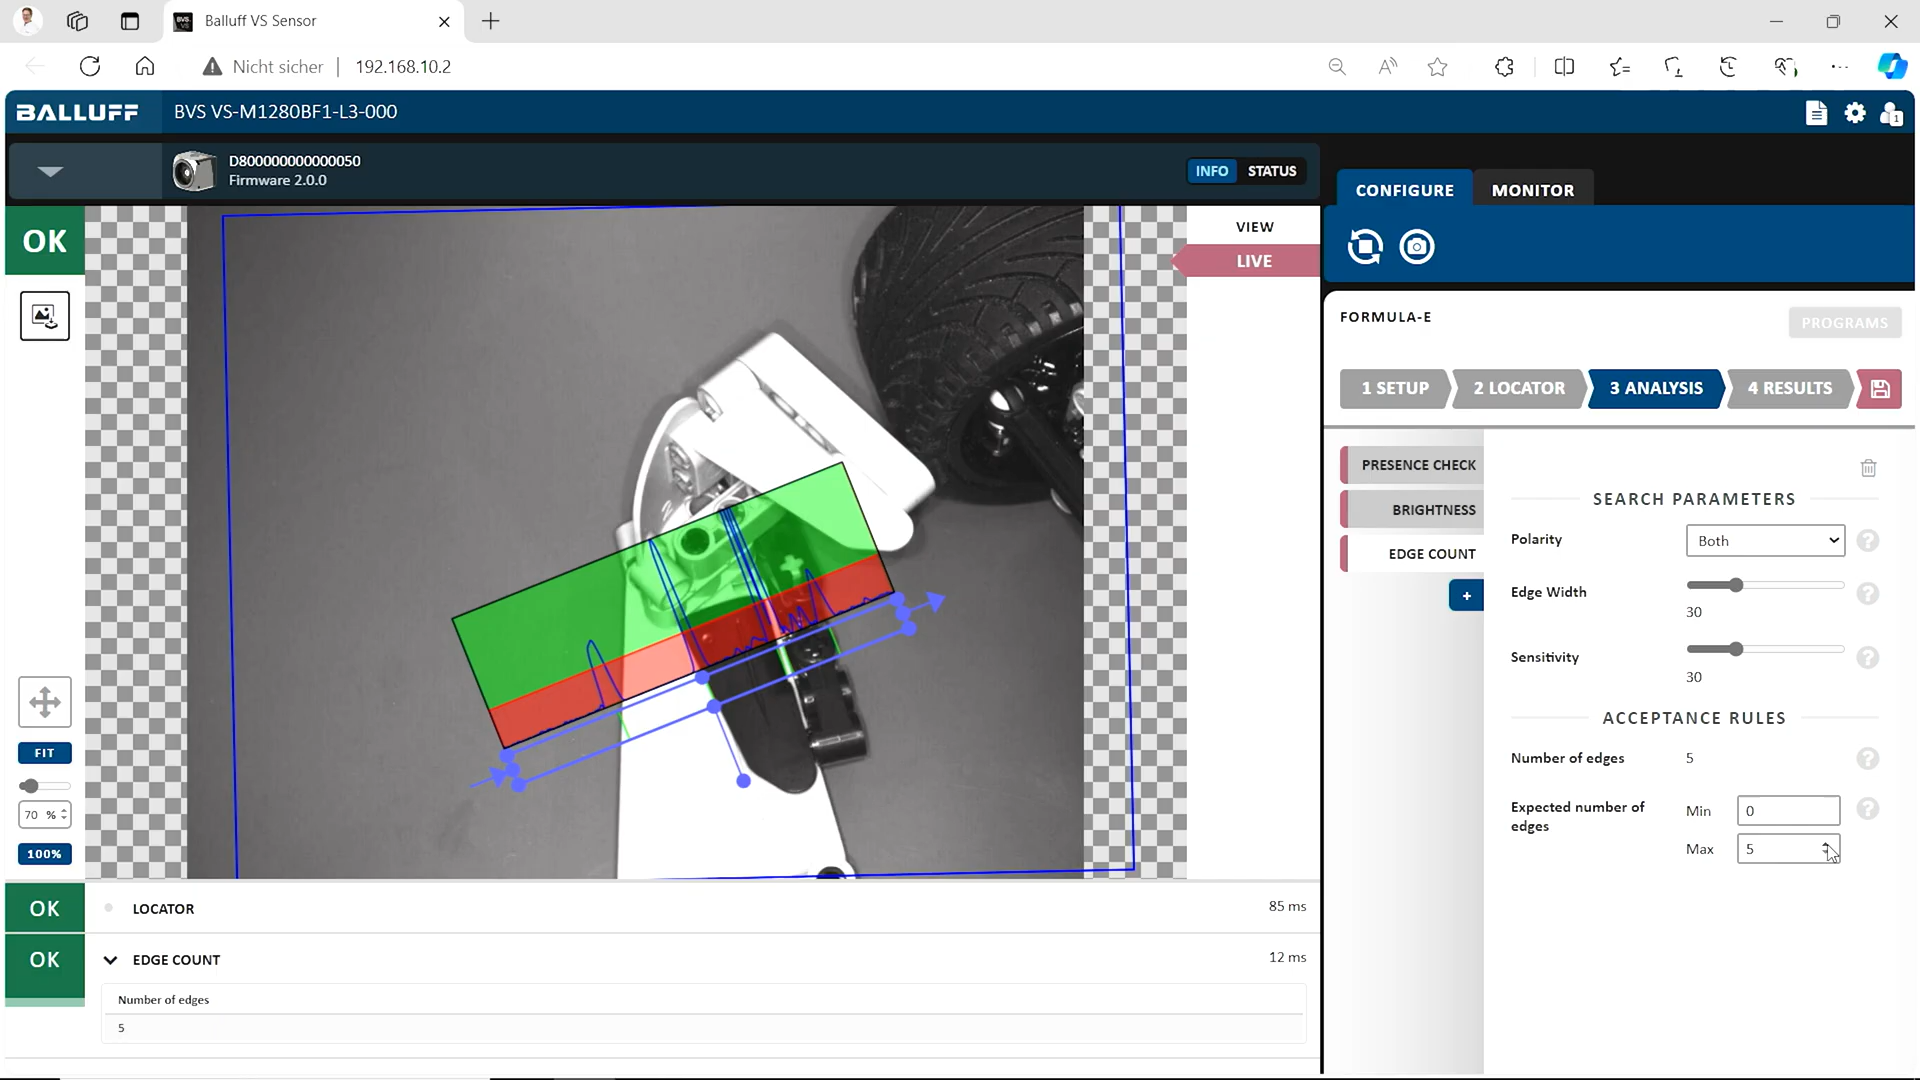 Balluff VS Sensor
Nicht sicher
192.168.10.2
BALLUFF
BVS VS-M1280BF1-L3-000
1
D800000000000050
Firmware 2.0.0
INFO
STATUS
CONFIGURE
MONITOR
OK
VIEW
LIVE
FORMULA-E
PROGRAMS
1 SETUP
2 LOCATOR
3 ANALYSIS
4 RESULTS
PRESENCE CHECK
BRIGHTNESS
EDGE COUNT
+
SEARCH PARAMETERS
Polarity
Both
?
Edge Width
?
30
Sensitivity
?
30
ACCEPTANCE RULES
Number of edges
5
?
Expected number of
edges
Min
0
?
Max
5
FIT
70 %
100%
OK
LOCATOR
85 ms
OK
EDGE COUNT
12 ms
Number of edges
5